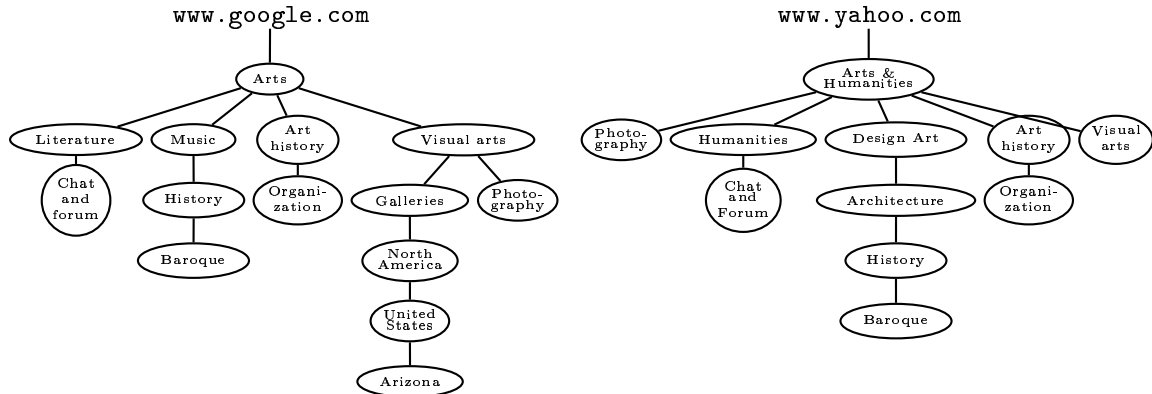 www.google.com
www.yahoo.com
Arts
Arts &
Humanities
Literature
Music
Art
history
Visual arts
Photo-
graphy
Humanities
Design Art
Art
history
Visual
arts
Chat
and
forum
History
Organi-
zation
Galleries
Photo-
graphy
Chat
and
Forum
Architecture
Organi-
zation
Baroque
North
America
History
United
States
Baroque
Arizona